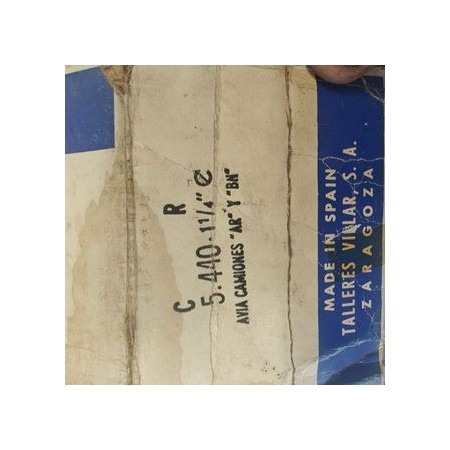 C R
5.440-1 1/4" e
AVIA CAMIONES "AR" Y "BN"
MADE IN SPAIN
TALLERES VILLAR, S. A.
ZARAGOZA